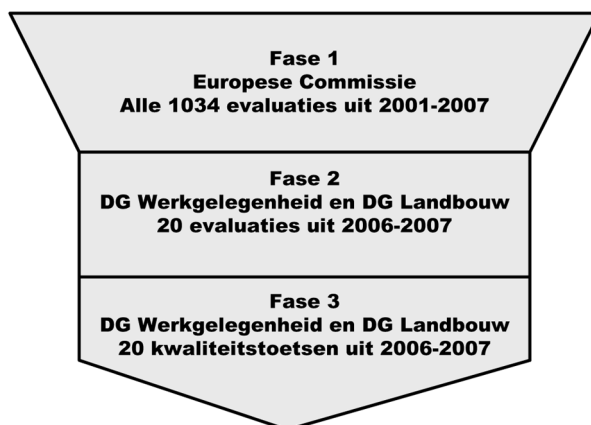 Fase 1
Europese Commissie
Alle 1034 evaluaties uit 2001-2007
Fase 2
DG Werkgelegenheid en DG Landbouw
20 evaluaties uit 2006-2007
Fase 3
DG Werkgelegenheid en DG Landbouw
20 kwaliteitstoetsen uit 2006-2007